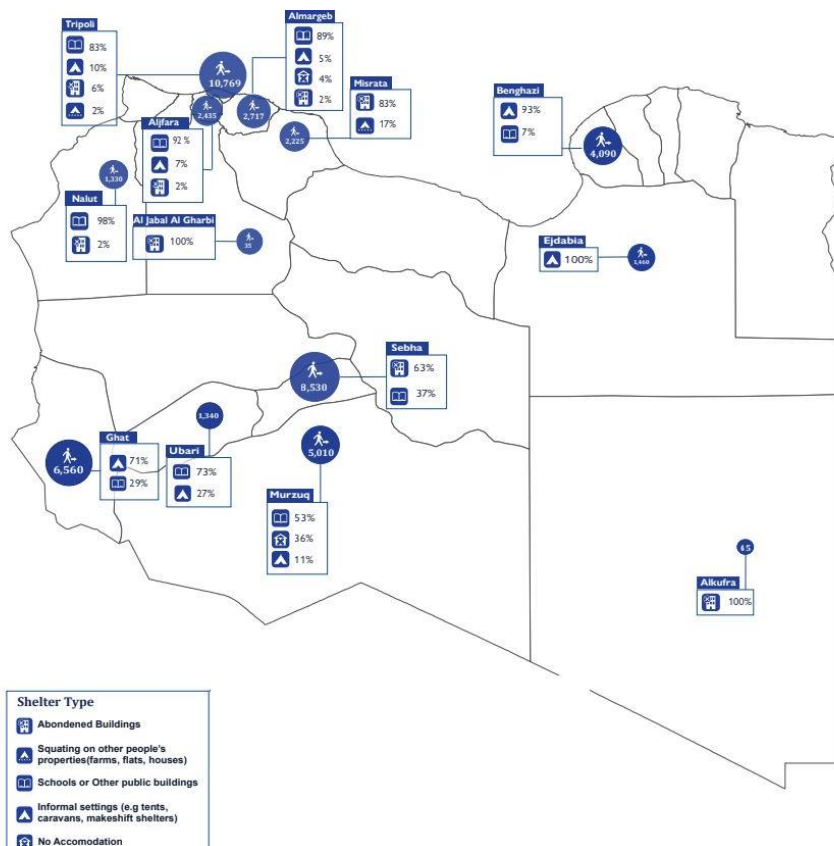 Tripoli
83%
10%
6%
2%
10,769
Almargeb
89%
5%
4%
2%
2,717
Misrata
83%
17%
2,225
Benghazi
93%
7%
4,090
Aljfara
92 %
7%
2%
2,435
1,330
Nalut
98%
2%
Al Jabal Al Gharbi
100%
35
Ejdabia
100%
1,460
Sebha
63%
37%
8,530
1,340
Ghat
71%
29%
6,560
Ubari
73%
27%
5,010
Murzuq
53%
36%
11%
45
Alkufra
100%
Shelter Type
Abondened Buildings
Squating on other people's
properties(farms, flats, houses)
Schools or Other public buildings
Informal settings (e.g tents,
caravans, makeshift shelters)
No Accomodation